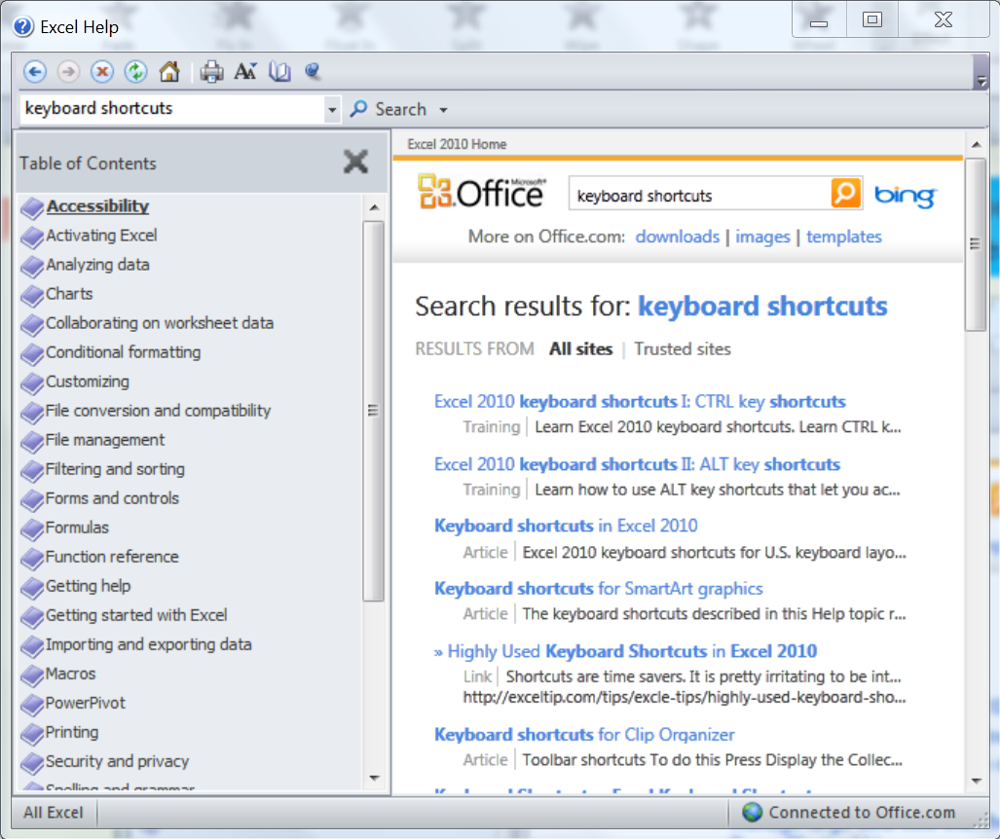 Excel Help
keyboard shortcuts
Search
Table of Contents
Accessibility
Activating Excel
Analyzing data
Charts
Collaborating on worksheet data
Conditional formatting
Customizing
File conversion and compatibility
File management
Filtering and sorting
Forms and controls
Formulas
Function reference
Getting help
Getting started with Excel
Importing and exporting data
Macros
PowerPivot
Printing
Security and privacy
Spelling and grammar
Excel 2010 Home
Microsoft®
Office
keyboard shortcuts
bing
More on Office.com: downloads | images | templates
Search results for: keyboard shortcuts
RESULTS FROM All sites | Trusted sites
Excel 2010 keyboard shortcuts I: CTRL key shortcuts
Training | Learn Excel 2010 keyboard shortcuts. Learn CTRL k...
Excel 2010 keyboard shortcuts II: ALT key shortcuts
Training | Learn how to use ALT key shortcuts that let you ac...
Keyboard shortcuts in Excel 2010
Article | Excel 2010 keyboard shortcuts for U.S. keyboard layo...
Keyboard shortcuts for SmartArt graphics
Article | The keyboard shortcuts described in this Help topic r...
» Highly Used Keyboard Shortcuts in Excel 2010
Link | Shortcuts are time savers. It is pretty irritating to be int...
http://exceltip.com/tips/excle-tips/highly-used-keyboard-sho...
Keyboard shortcuts for Clip Organizer
Article | Toolbar shortcuts To do this Press Display the Collec...
All Excel
Connected to Office.com